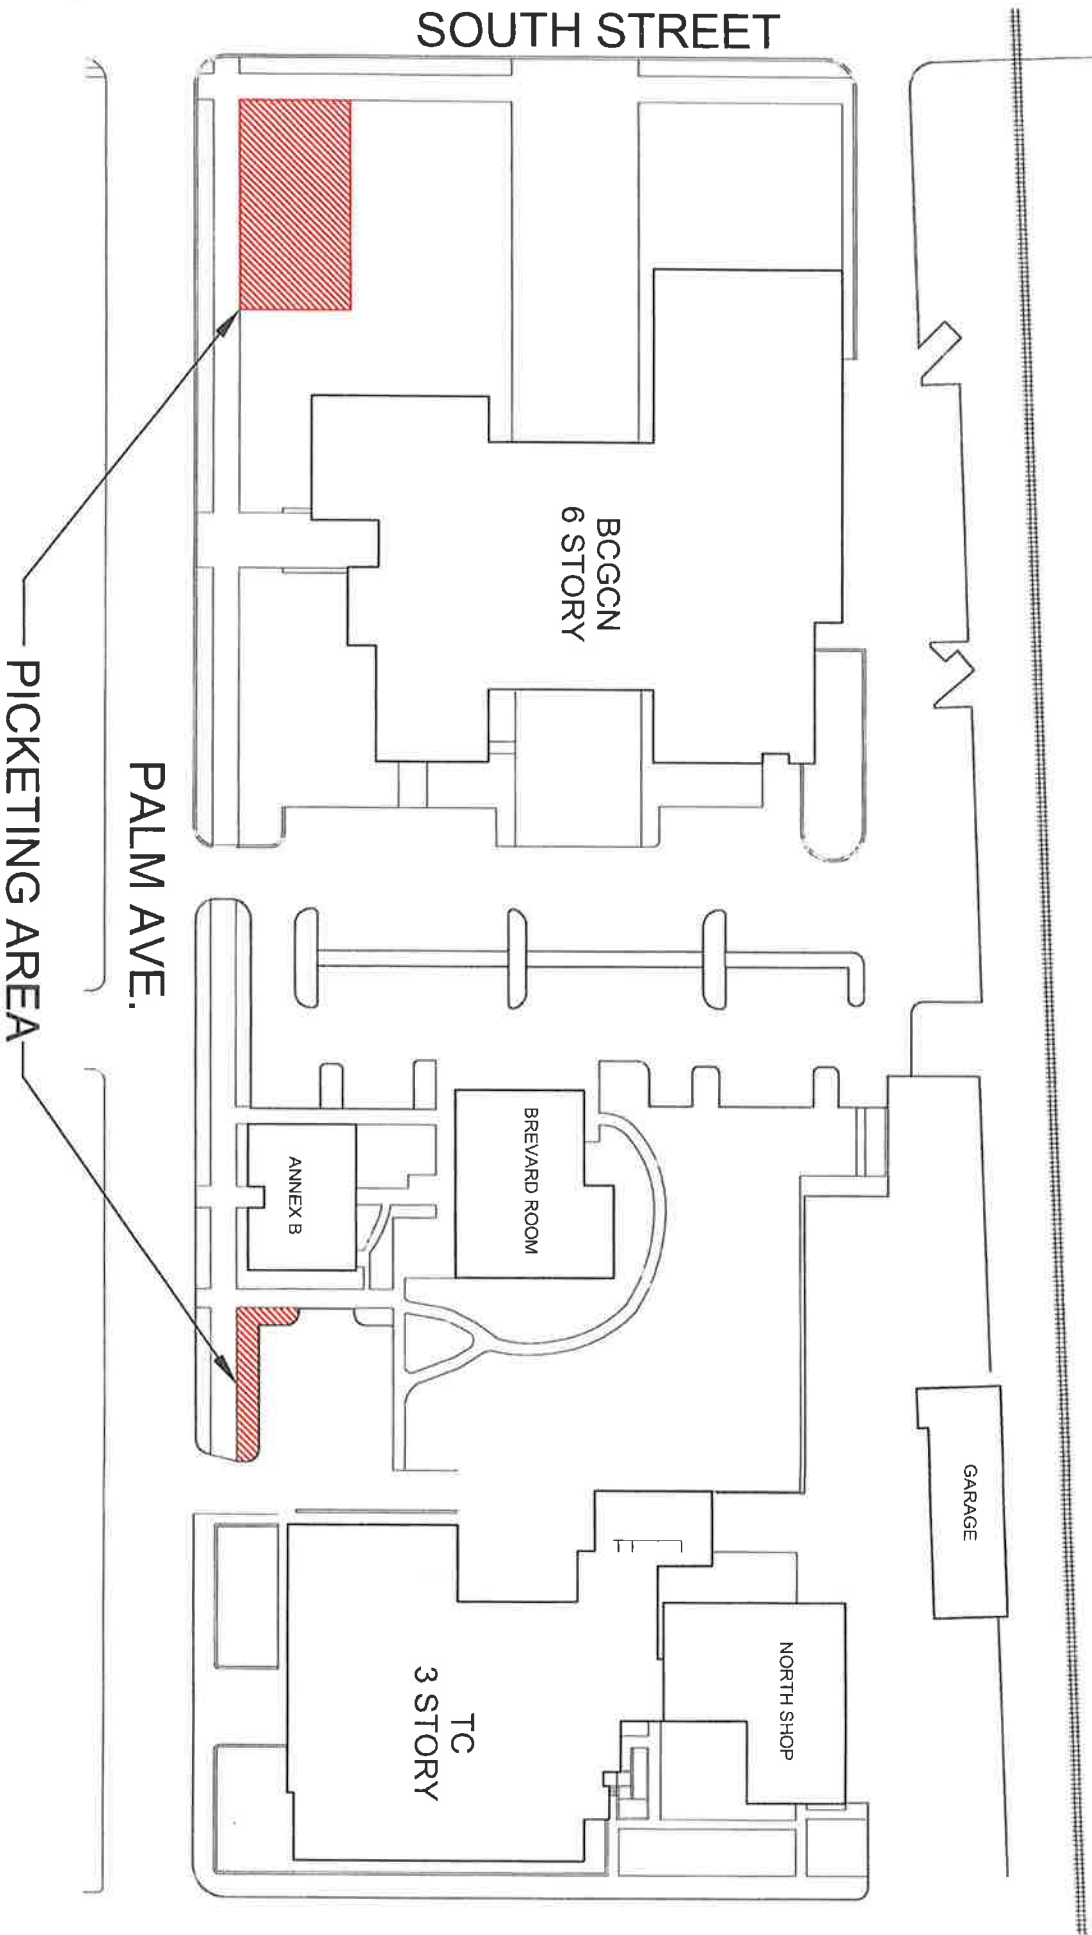 SOUTH STREET
BCGCN
6 STORY
PALM AVE.
PICKETING AREA
BREVARD ROOM
ANNEX B
GARAGE
NORTH SHOP
TC
3 STORY